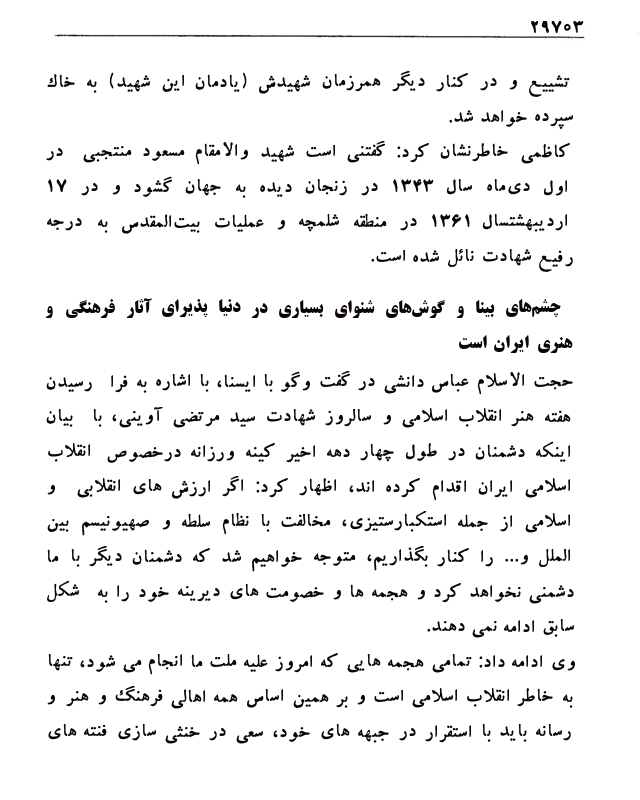 ۲۹۷۰۳
تشییع و در کنار دیگر همرزمان شهیدش (یادمان این شهید) به خاك
سپرده خواهد شد.
کاظمی خاطرنشان کرد: گفتنی است شهید والامقام مسعود منتجبی در
اول دی‌ماه سال ۱۳۴۳ در زنجان دیده به جهان گشود و در ۱۷
اردیبهشتسال ۱۳۶۱ در منطقه شلمچه و عملیات بیت‌المقدس به درجه
رفیع شهادت نائل شده است.
چشم‌های بینا و گوش‌های شنوای بسیاری در دنیا پذیرای آثار فرهنگی و
هنری ایران است
حجت الاسلام عباس دانشی در گفت وگو با ایسنا، با اشاره به فرا رسیدن
هفته هنر انقلاب اسلامی و سالروز شهادت سید مرتضی آوینی، با بیان
اینکه دشمنان در طول چهار دهه اخیر کینه ورزانه درخصوص انقلاب
اسلامی ایران اقدام کرده اند، اظهار کرد: اگر ارزش های انقلابی و
اسلامی از جمله استکبارستیزی، مخالفت با نظام سلطه و صهیونیسم بین
الملل و... را کنار بگذاریم، متوجه خواهیم شد که دشمنان دیگر با ما
دشمنی نخواهد کرد و هجمه ها و خصومت های دیرینه خود را به شکل
سابق ادامه نمی دهند.
وی ادامه داد: تمامی هجمه هایی که امروز علیه ملت ما انجام می شود، تنها
به خاطر انقلاب اسلامی است و بر همین اساس همه اهالی فرهنگ و هنر و
رسانه باید با استقرار در جبهه های خود، سعی در خنثی سازی فتنه های